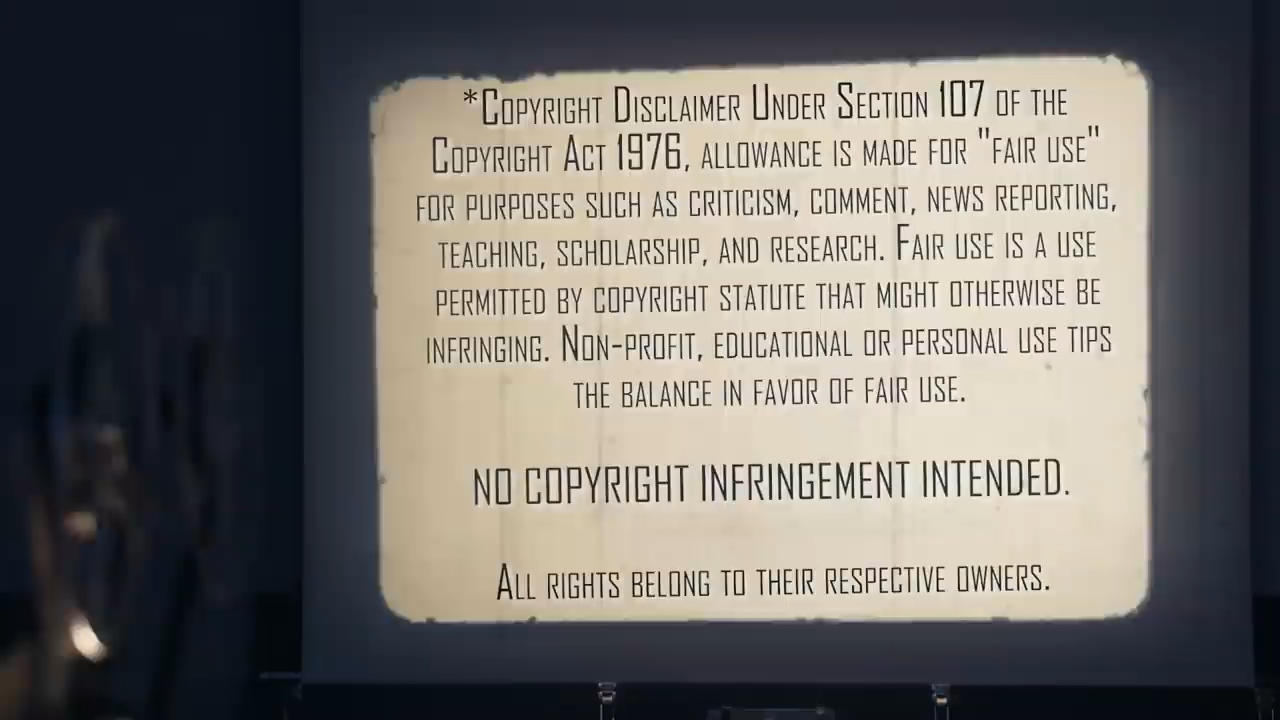 *Copyright Disclaimer Under Section 107 of the
Copyright Act 1976, allowance is made for "fair use"
for purposes such as criticism, comment, news reporting,
teaching, scholarship, and research. Fair use is a use
permitted by copyright statute that might otherwise be
infringing. Non-profit, educational or personal use tips
the balance in favor of fair use.
NO COPYRIGHT INFRINGEMENT INTENDED.
All rights belong to their respective owners.